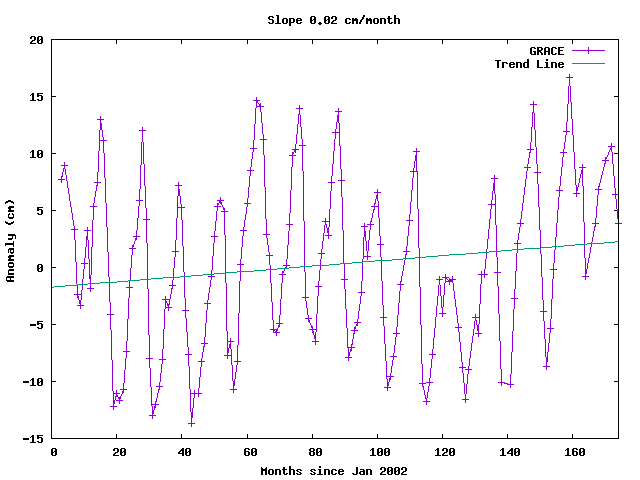 Slope 0.02 cm/month
GRACE
Trend Line
20
15
10
5
0
-5
-10
-15
Anomaly (cm)
0 20 40 60 80 100 120 140 160
Months since Jan 2002